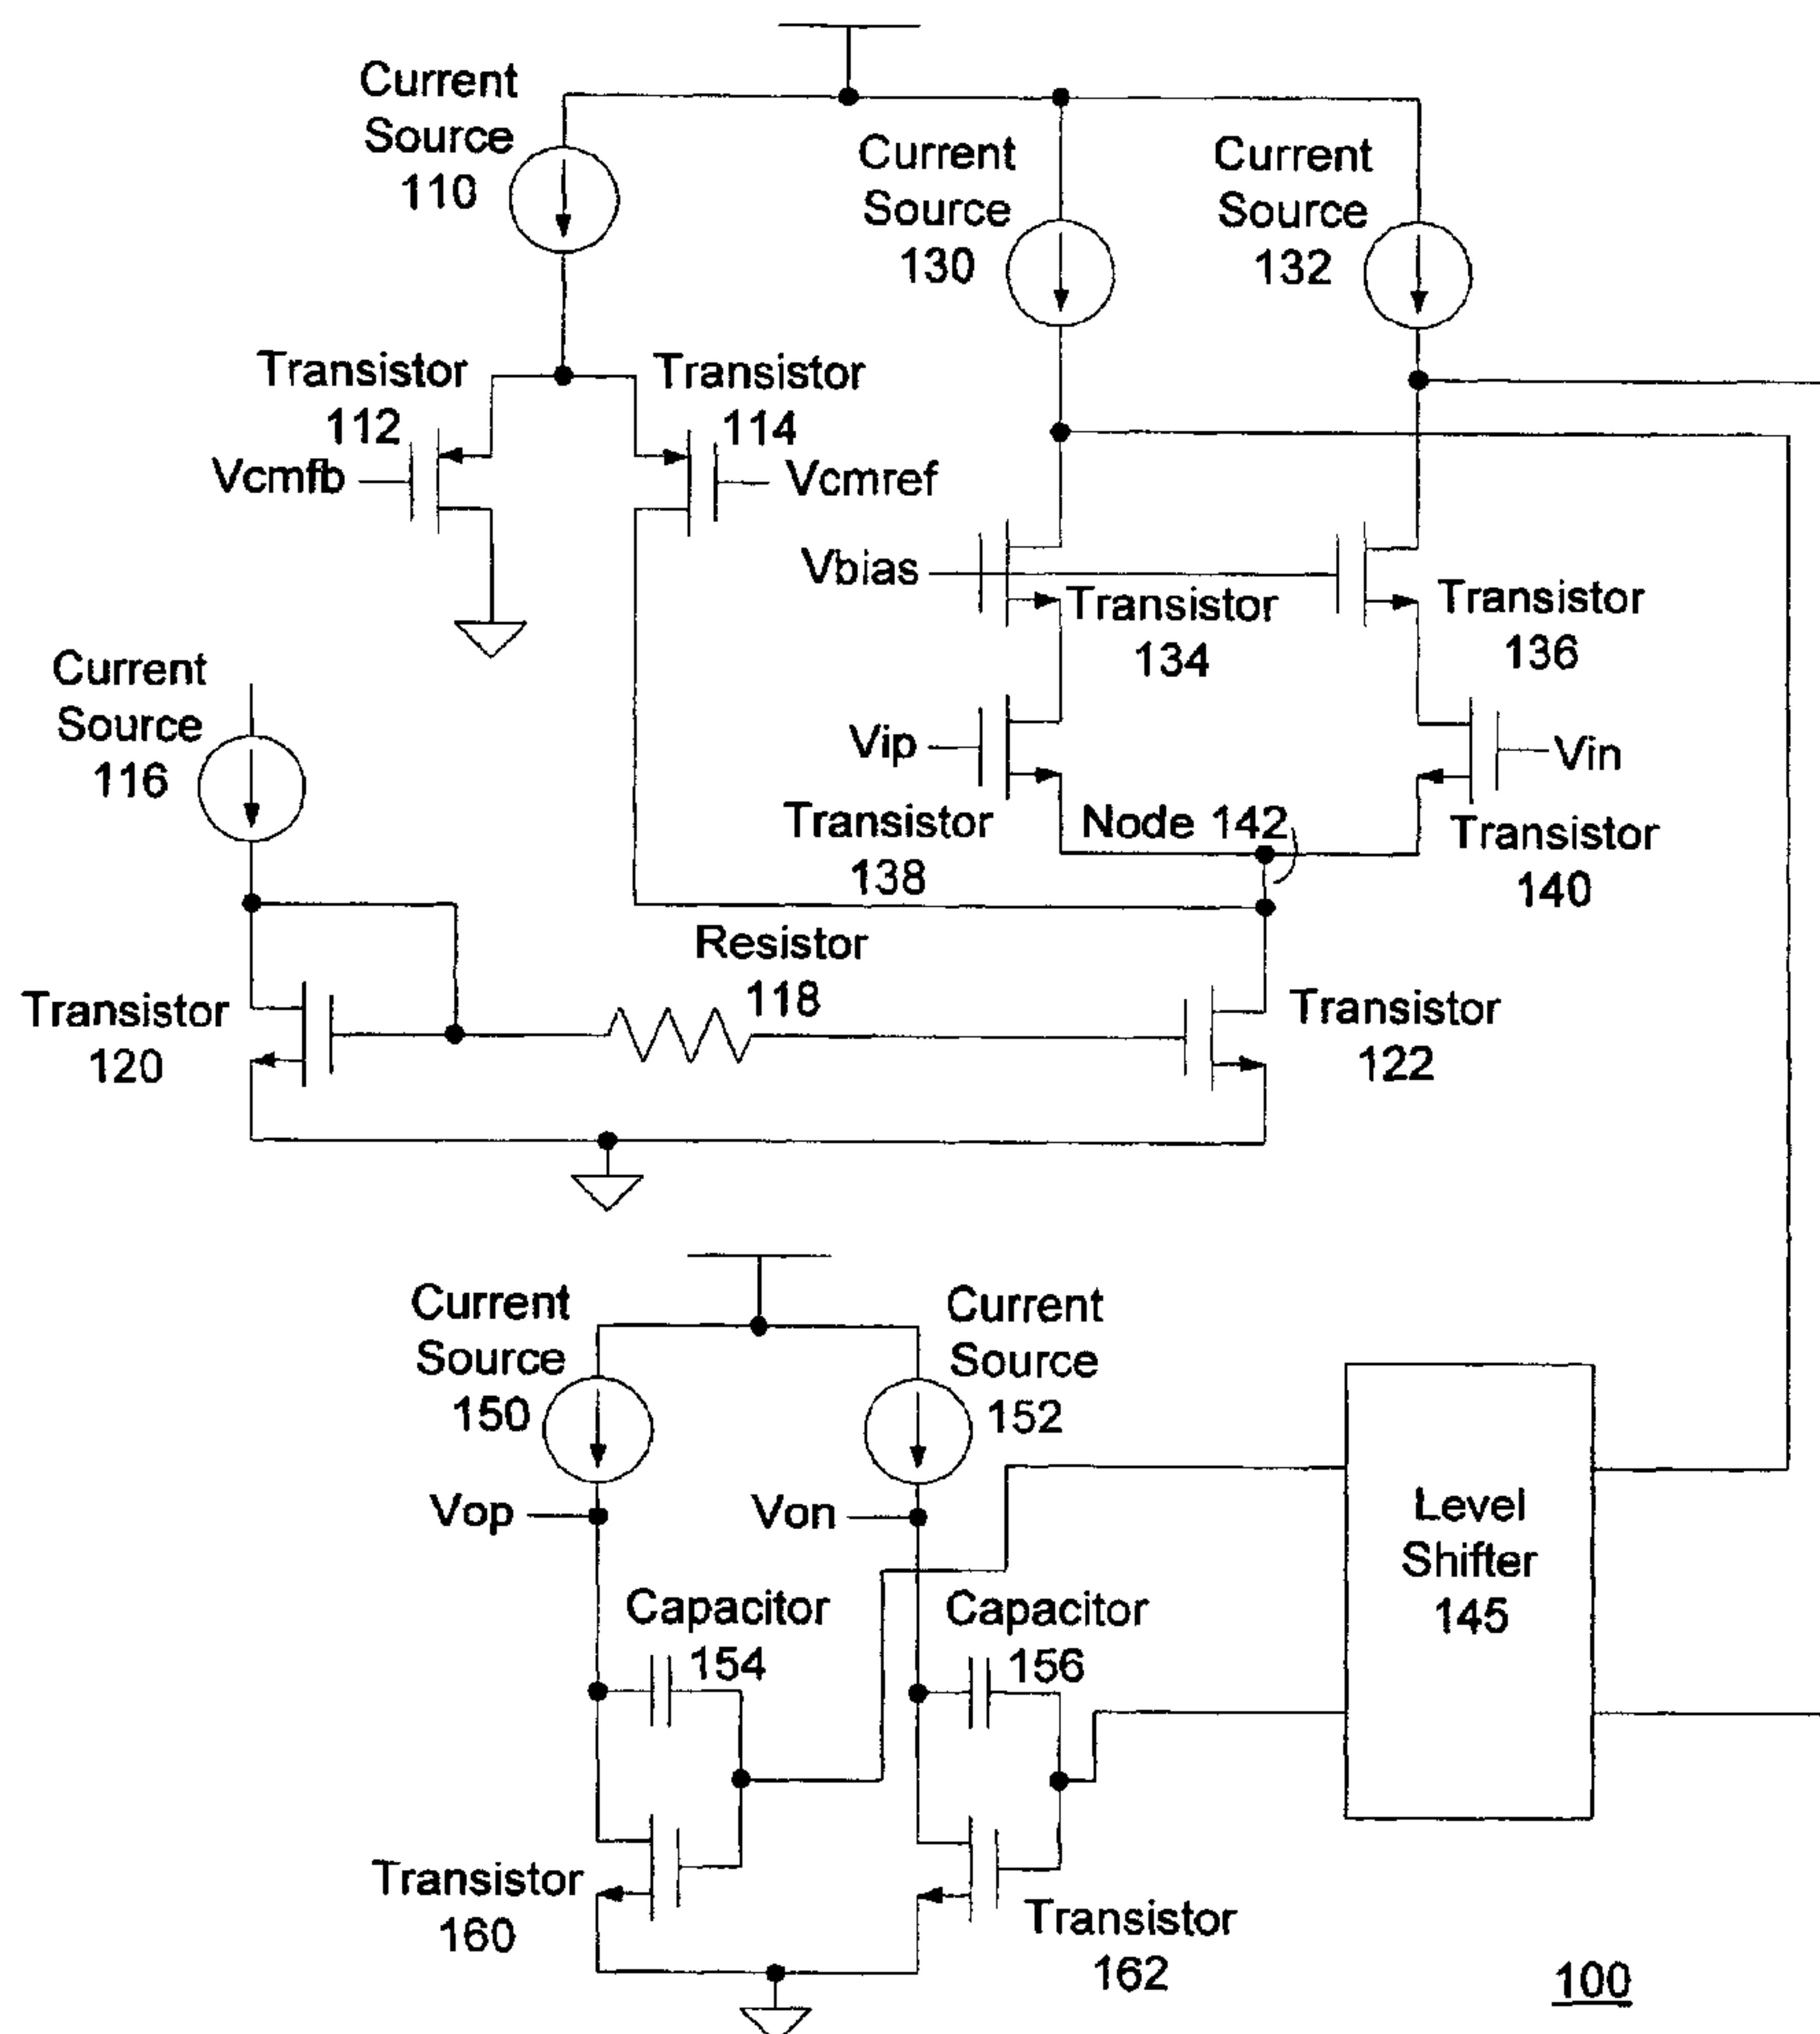 Current
Source
110
Current
Source
130
Current
Source
132
Transistor
112
Transistor
114
Vcmfb
Vcmref
Vbias
Transistor
134
Transistor
136
Current
Source
116
Vip
Vin
Transistor
138
Node 142
Transistor
140
Resistor
118
Transistor
120
Transistor
122
Current
Source
150
Current
Source
152
Vop
Von
Level
Shifter
145
Capacitor
154
Capacitor
156
Transistor
160
Transistor
162
100